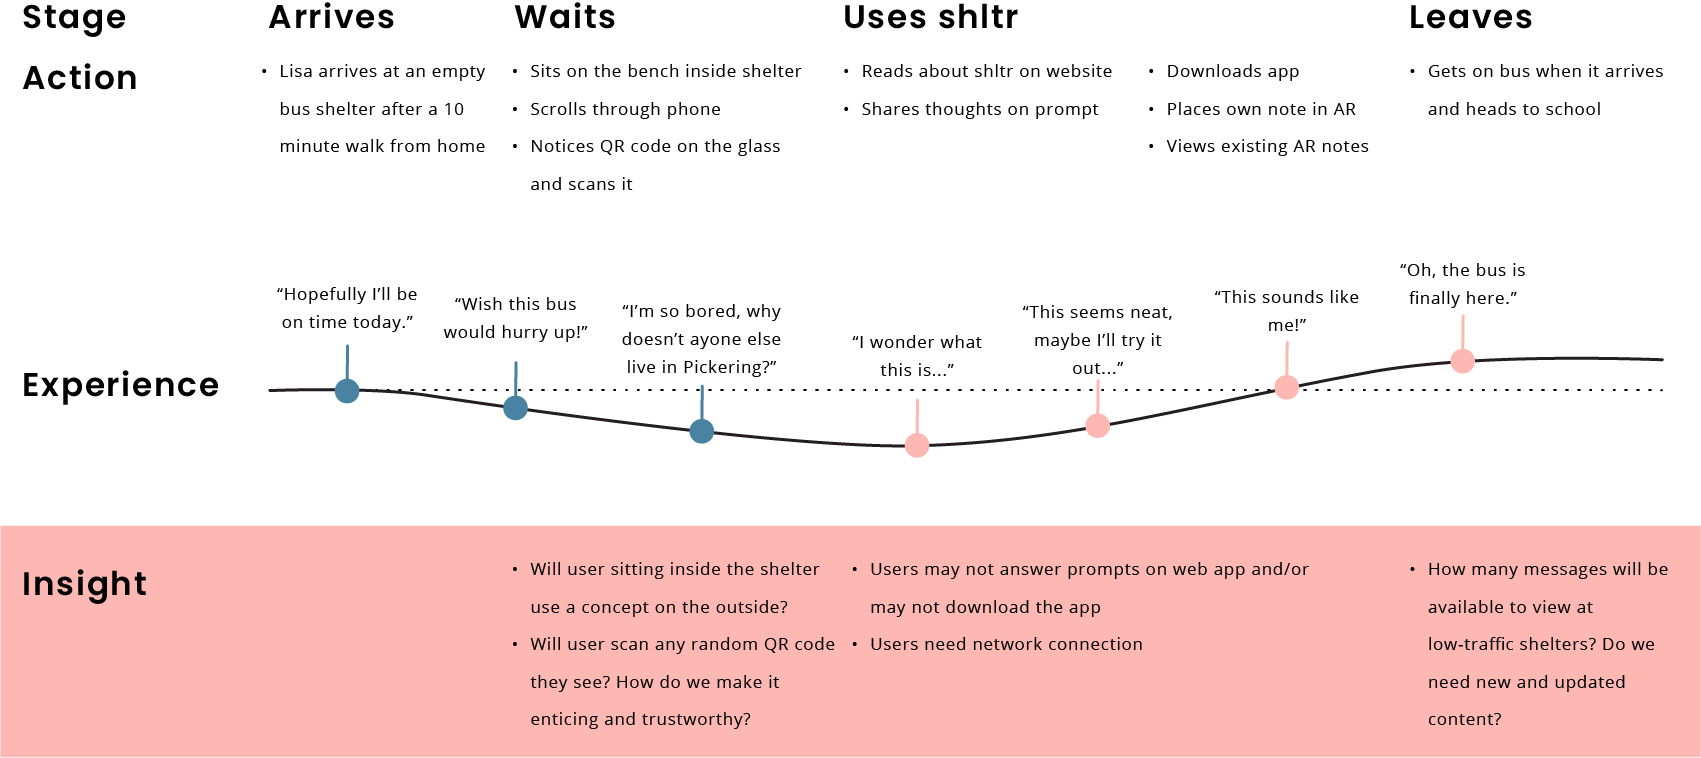 Stage
Arrives
Waits
Uses shltr
Leaves
Action
• Lisa arrives at an empty
bus shelter after a 10
minute walk from home
• Sits on the bench inside shelter
• Scrolls through phone
• Notices QR code on the glass
and scans it
• Reads about shltr on website
• Shares thoughts on prompt
• Downloads app
• Places own note in AR
• Views existing AR notes
• Gets on bus when it arrives
and heads to school
Experience
“Hopefully I’ll be
on time today.”
“Wish this bus
would hurry up!”
“I’m so bored, why
doesn’t ayone else
live in Pickering?”
“I wonder what
this is...”
“This seems neat,
maybe I’ll try it
out...”
“This sounds like
me!”
“Oh, the bus is
finally here.”
Insight
• Will user sitting inside the shelter
use a concept on the outside?
• Will user scan any random QR code
they see? How do we make it
enticing and trustworthy?
• Users may not answer prompts on web app and/or
may not download the app
• Users need network connection
• How many messages will be
available to view at
low-traffic shelters? Do we
need new and updated
content?